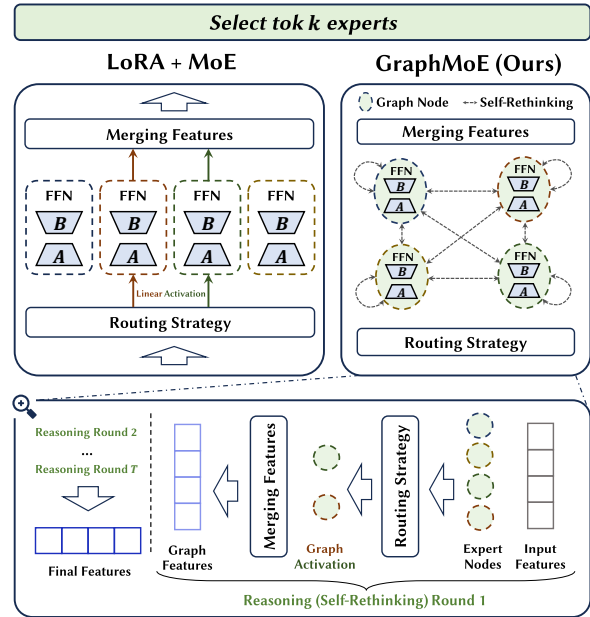 Select tok k experts
LoRA + MoE
Merging Features
FFN
B
A
FFN
B
A
FFN
B
A
FFN
B
A
Linear Activation
Routing Strategy
GraphMoE (Ours)
Graph Node
Self-Rethinking
Merging Features
FFN
B
A
FFN
B
A
FFN
B
A
FFN
B
A
Routing Strategy
Reasoning Round 2
...
Reasoning Round T
Final Features
Graph
Features
Merging Features
Graph
Activation
Routing Strategy
Expert
Nodes
Input
Features
Reasoning (Self-Rethinking) Round 1